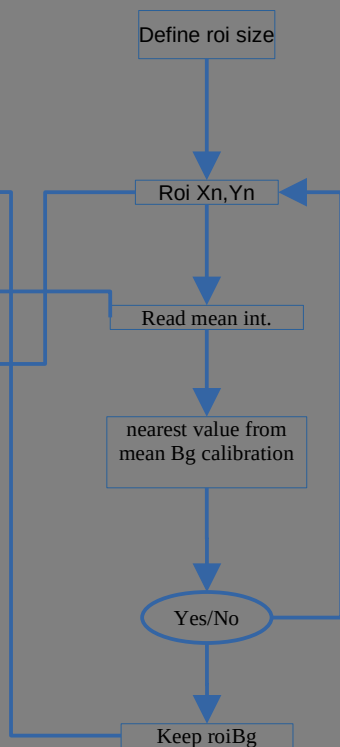 Define roi size
Roi Xn,Yn
Read mean int.
nearest value from
mean Bg calibration
Yes/No
Keep roiBg